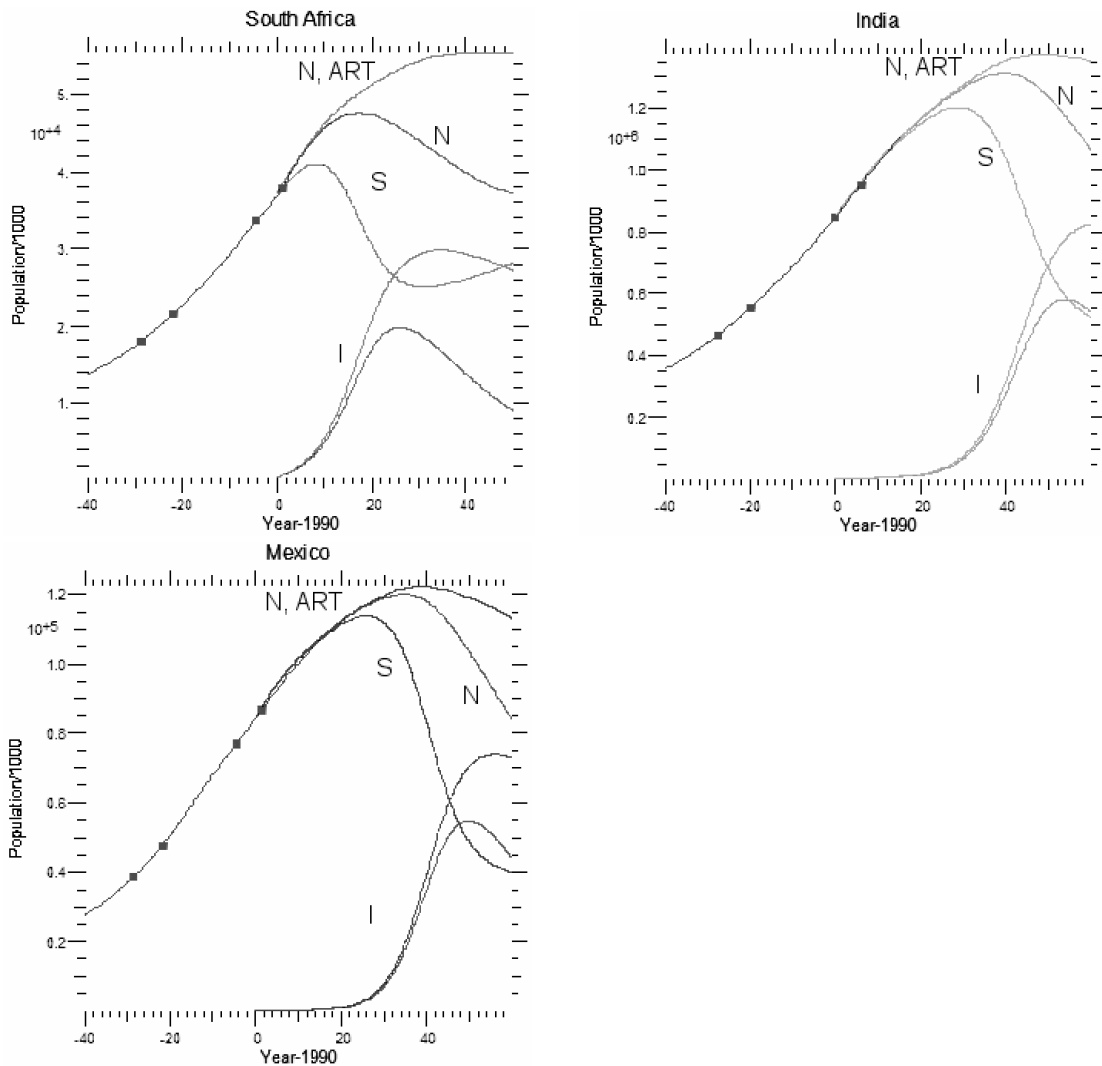 South Africa
N, ART
5.
10+4
N
4.
S
3.
Population/1000
2.
I
1.
-40 -20 0 20 40
Year-1990
India
N, ART
N
1.2
10+6
S
1.0
Population/1000
0.8
0.6
0.4
I
0.2
-40 -20 0 20 40
Year-1990
Mexico
1.2
N, ART
10+5
1.0
S
N
0.8
Population/1000
0.6
0.4
I
0.2
-40 -20 0 20 40
Year-1990